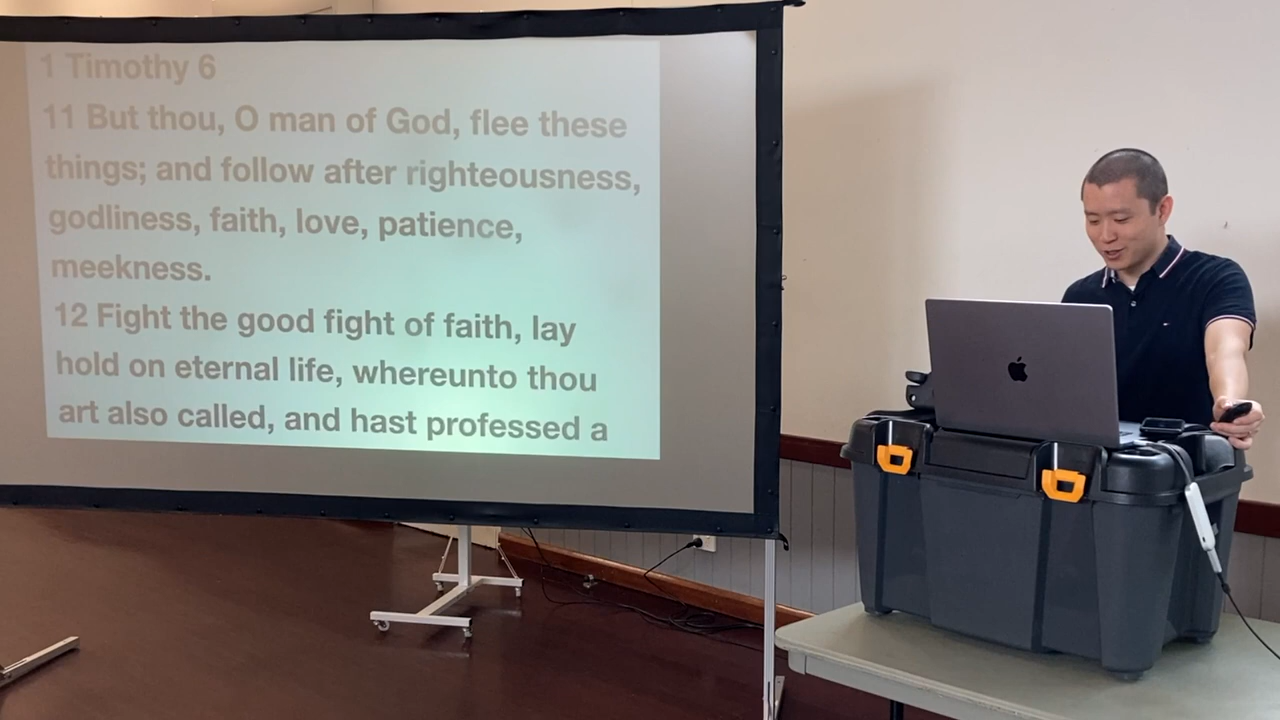 1 Timothy 6
11 But thou, O man of God, flee these
things; and follow after righteousness,
godliness, faith, love, patience,
meekness.
12 Fight the good fight of faith, lay
hold on eternal life, whereunto thou
art also called, and hast professed a